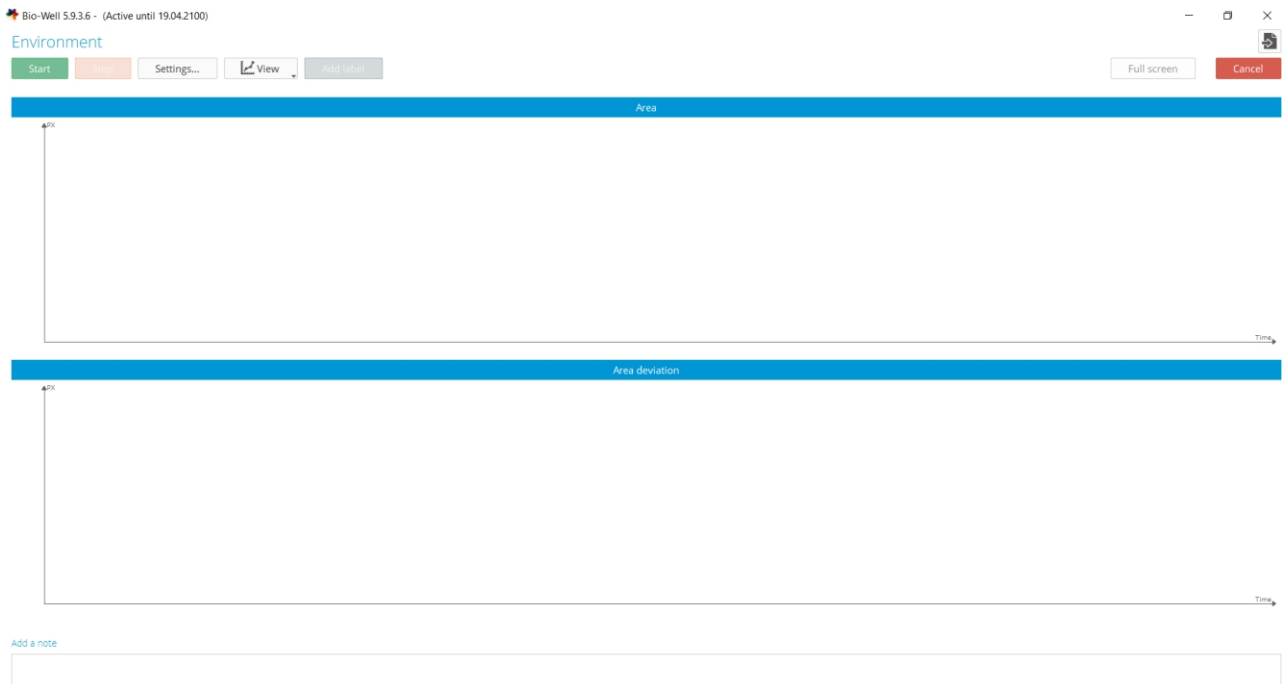 Bio-Well 5.9.3.6 - (Active until 19.04.2100)
Environment
Start Stop Settings... View Add label Full screen Cancel
Area
PX
Time
Area deviation
PX
Time
Add a note